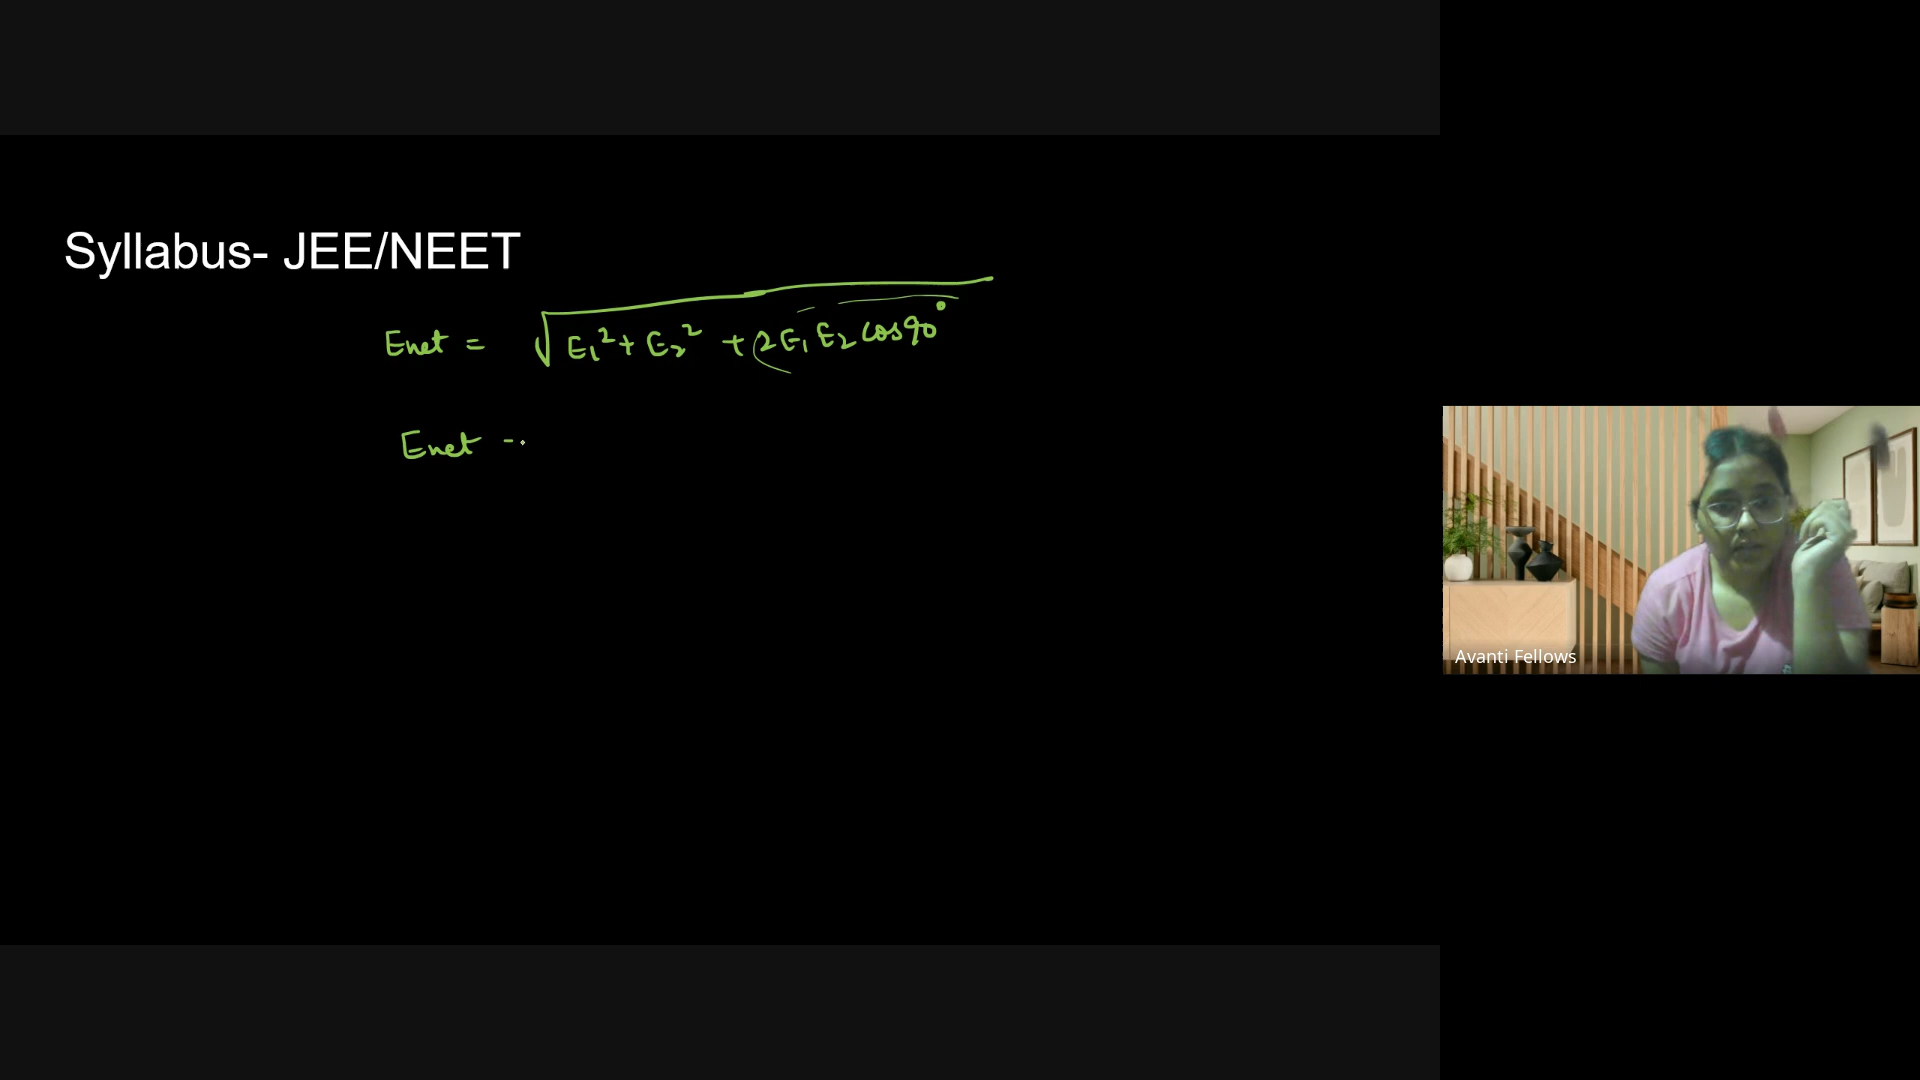 Syllabus- JEE/NEET
Enet = √E₁² + E₂² + 2E₁E₂ cos90°
Enet -
Avanti Fellows